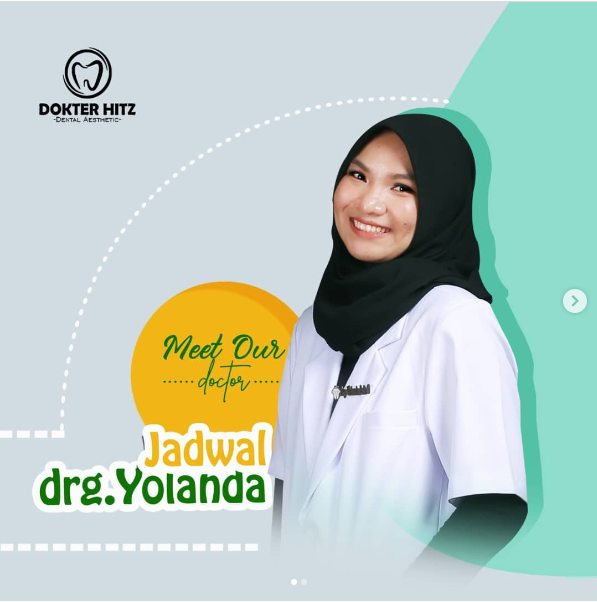 DOKTER HITZ
-DENTAL AESTHETIC-
Meet Our
doctor
Jadwal
drg.Yolanda